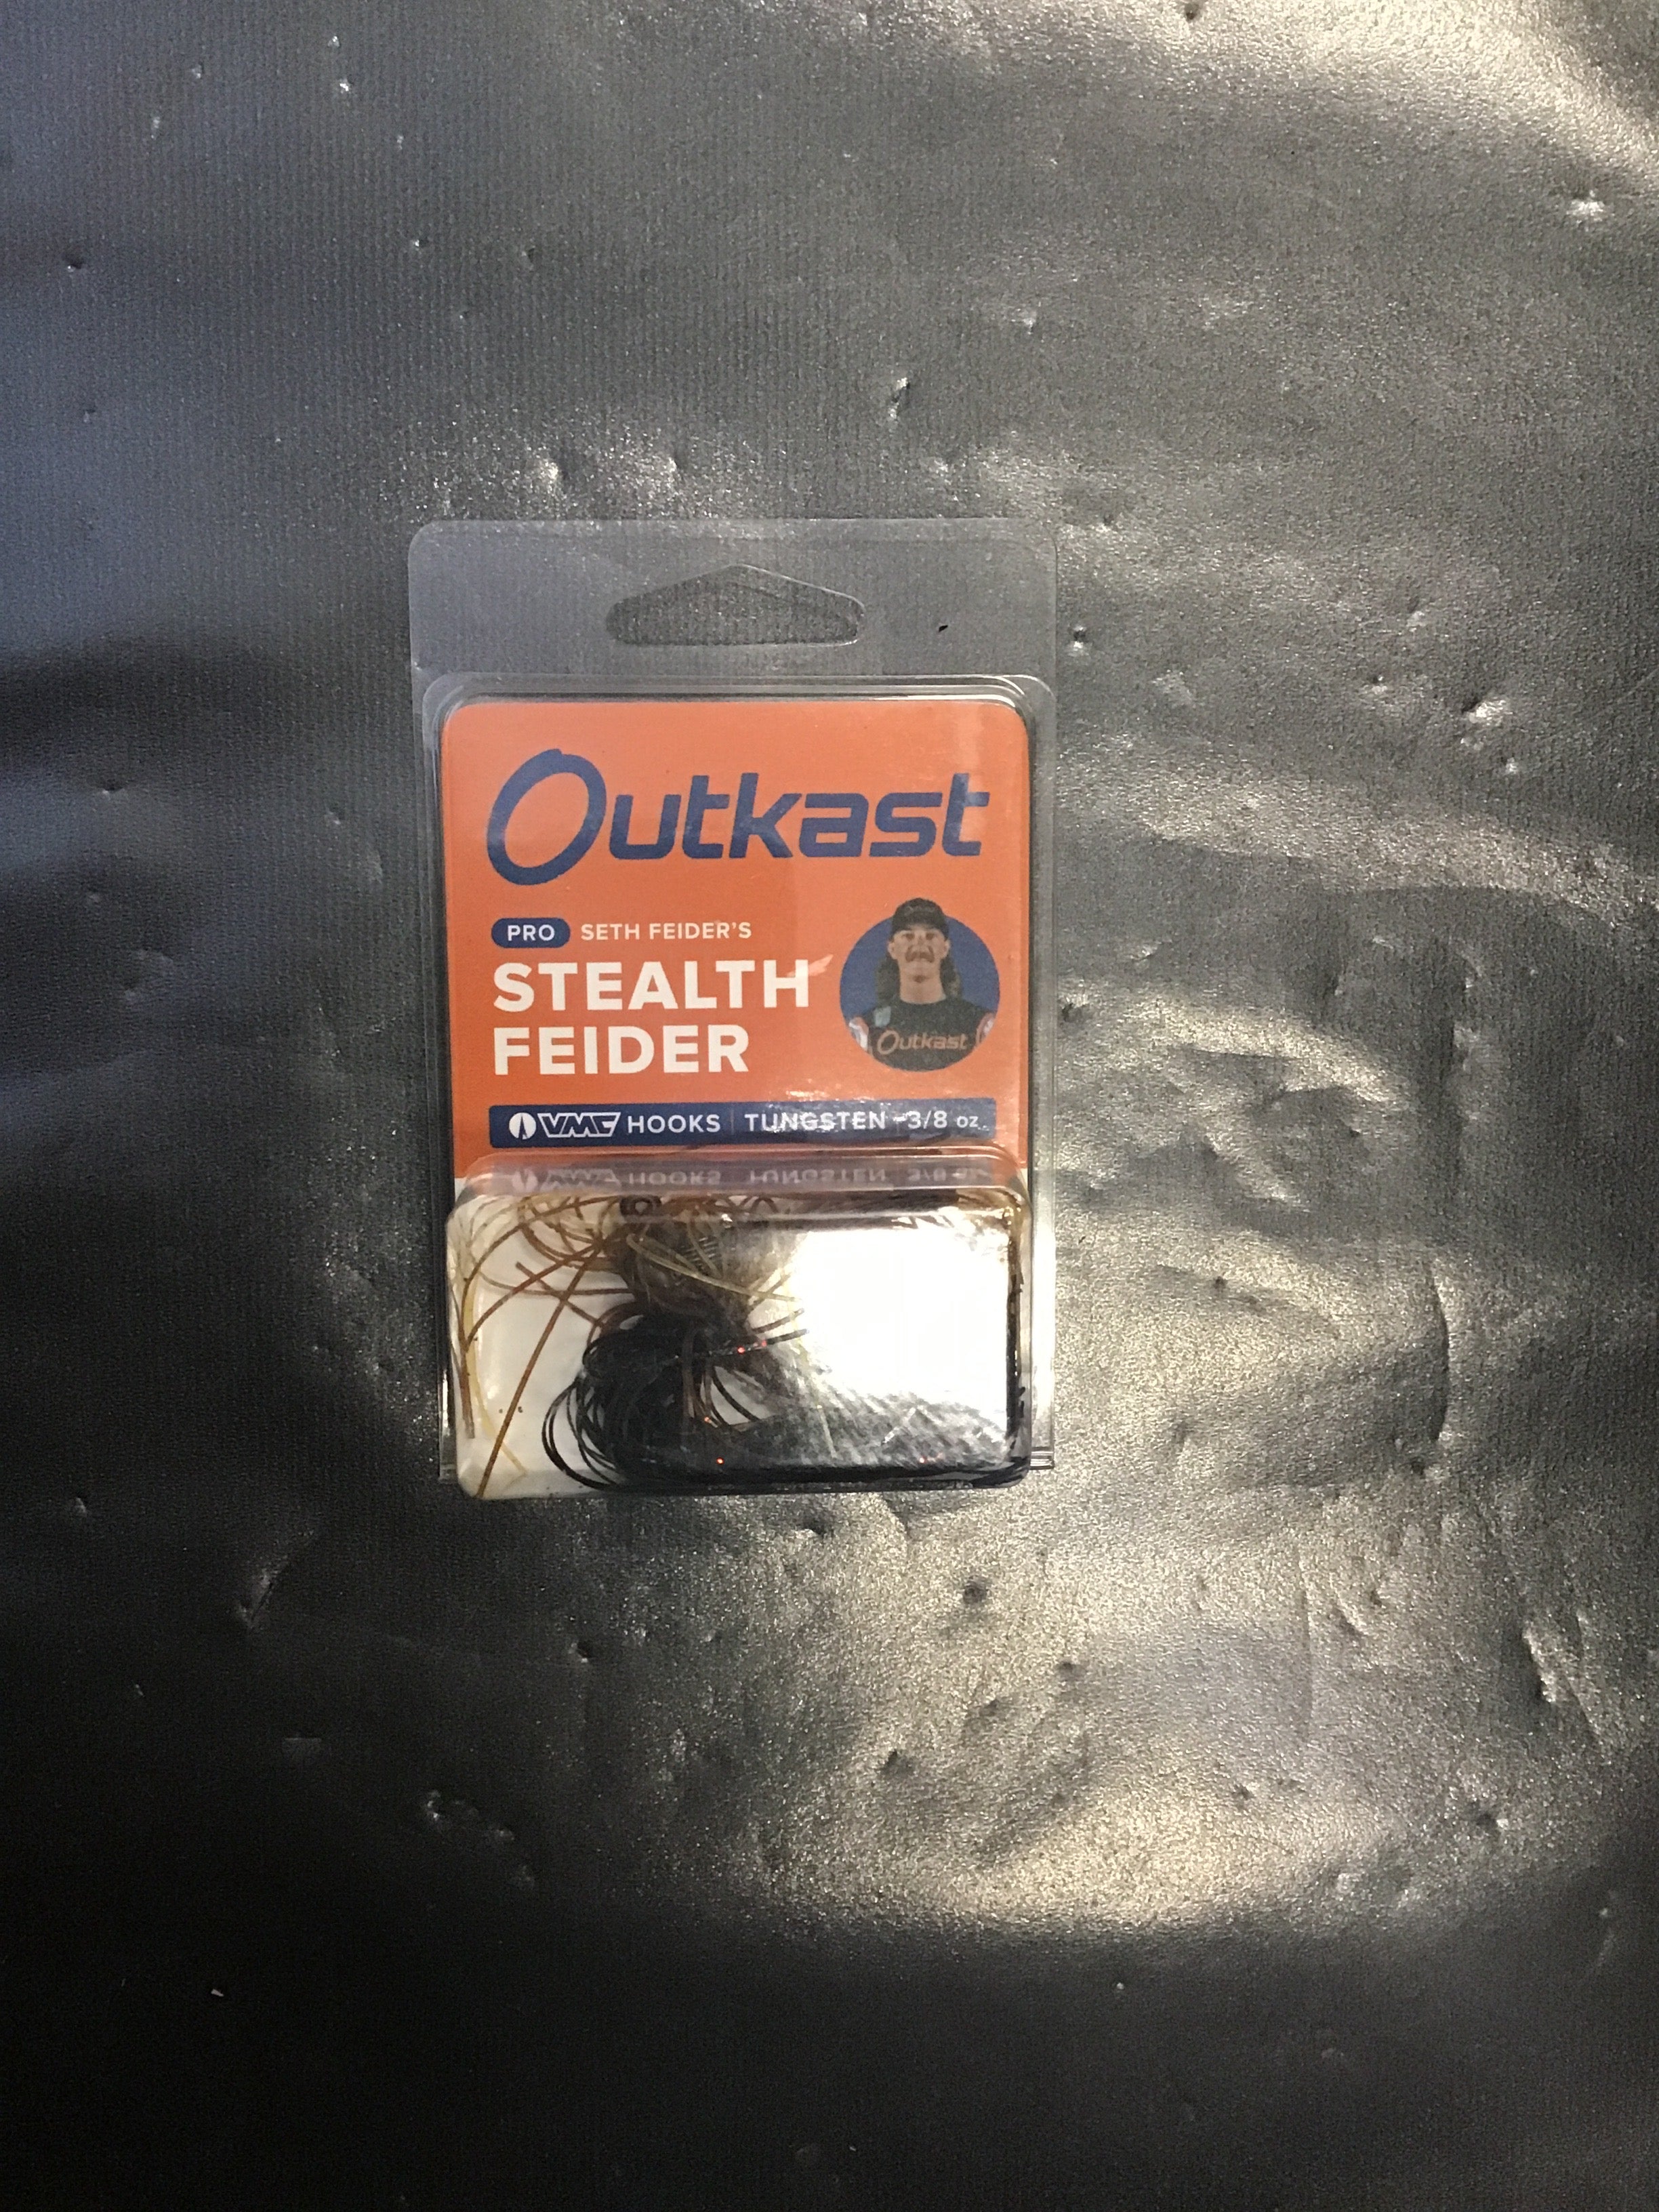 Outkast
PRO SETH FEIDER'S
STEALTH
FEIDER
Outkast
VMC HOOKS | TUNGSTEN - 3/8 oz